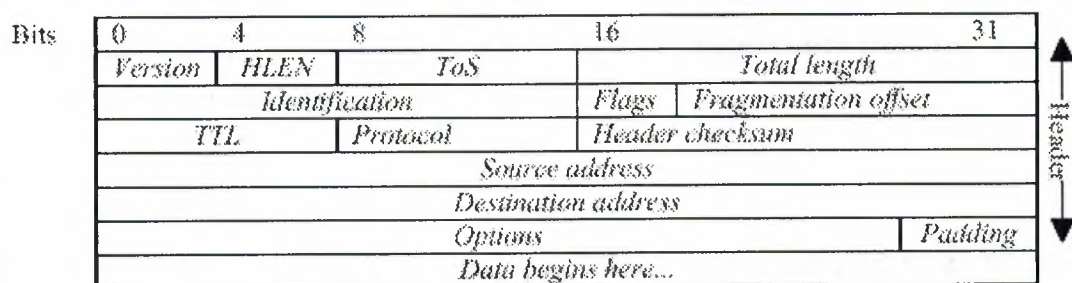 Bits 0 4 8 16 31
Version HLEN ToS Total length
Identification Flags Fragmentation offset
TTL Protocol Header checksum
Source address
Destination address
Options Padding
Data begins here...
Header